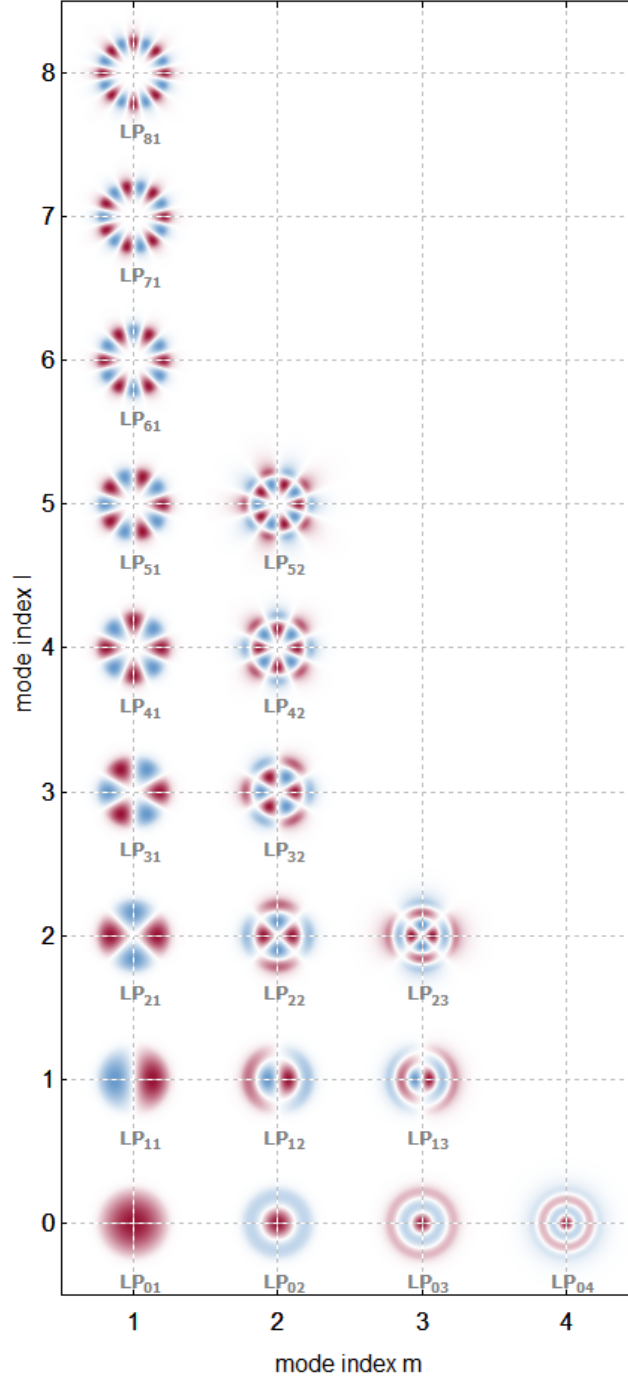 8
LP₈₁
7
LP₇₁
6
LP₆₁
5
LP₅₁ LP₅₂
4
LP₄₁ LP₄₂
3
LP₃₁ LP₃₂
2
LP₂₁ LP₂₂ LP₂₃
1
LP₁₁ LP₁₂ LP₁₃
0
LP₀₁ LP₀₂ LP₀₃ LP₀₄
1 2 3 4
mode index m
mode index l